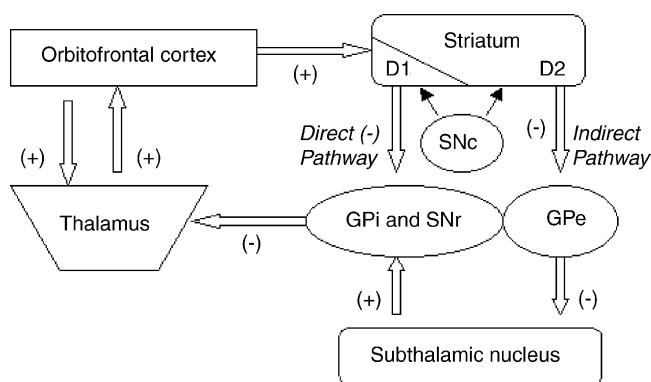 Orbitofrontal cortex
(+)
Striatum
D1
D2
Direct (-)
Pathway
SNc
(-)
Indirect
Pathway
(+)
(+)
Thalamus
(-)
GPi and SNr
GPe
(+)
(-)
Subthalamic nucleus